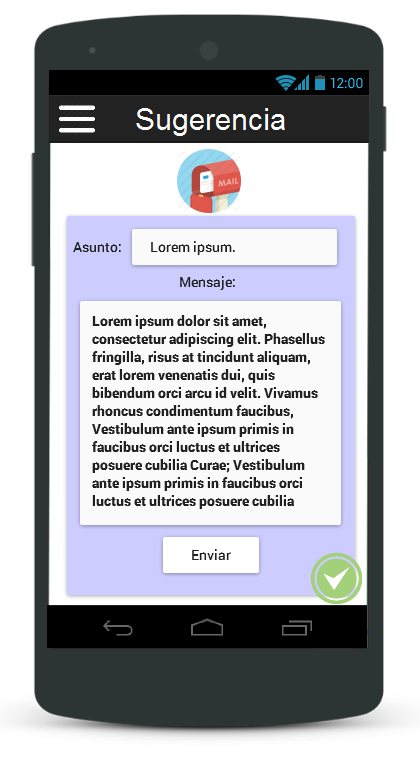 12:00
Sugerencia
MAIL
Asunto: Lorem ipsum.
Mensaje:
Lorem ipsum dolor sit amet,
consectetur adipiscing elit. Phasellus
fringilla, risus at tincidunt aliquam,
erat lorem venenatis dui, quis
bibendum orci arcu id velit. Vivamus
rhoncus condimentum faucibus,
Vestibulum ante ipsum primis in
faucibus orci luctus et ultrices
posuere cubilia Curae; Vestibulum
ante ipsum primis in faucibus orci
luctus et ultrices posuere cubilia
Enviar